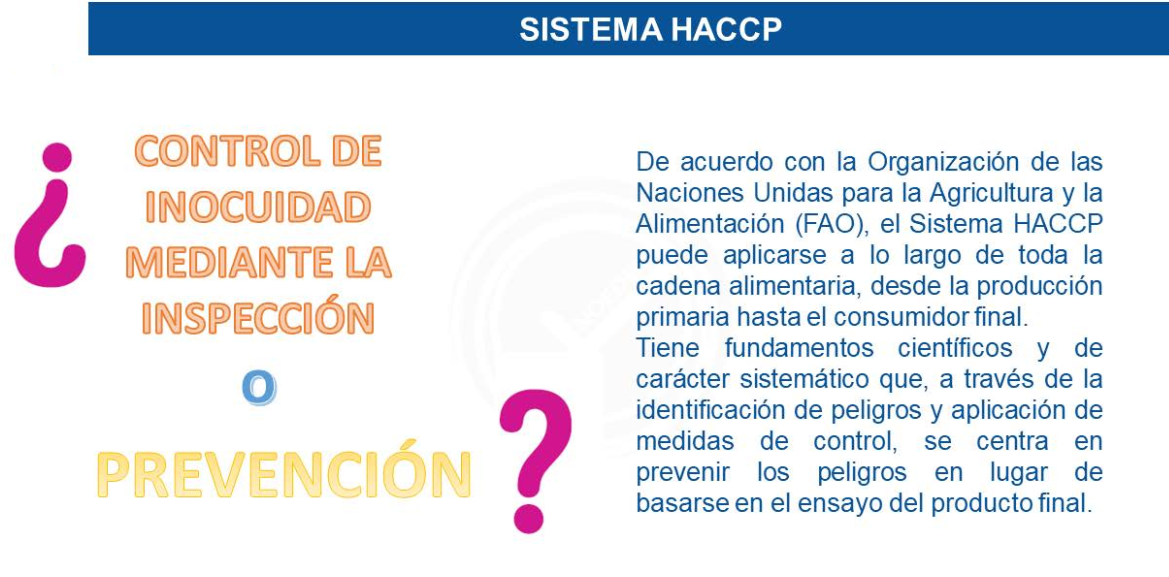 SISTEMA HACCP
¿
CONTROL DE
INOCUIDAD
MEDIANTE LA
INSPECCIÓN
O
PREVENCIÓN
?
De acuerdo con la Organización de las
Naciones Unidas para la Agricultura y la
Alimentación (FAO), el Sistema HACCP
puede aplicarse a lo largo de toda la
cadena alimentaria, desde la producción
primaria hasta el consumidor final.
Tiene fundamentos científicos y de
carácter sistemático que, a través de la
identificación de peligros y aplicación de
medidas de control, se centra en
prevenir los peligros en lugar de
basarse en el ensayo del producto final.